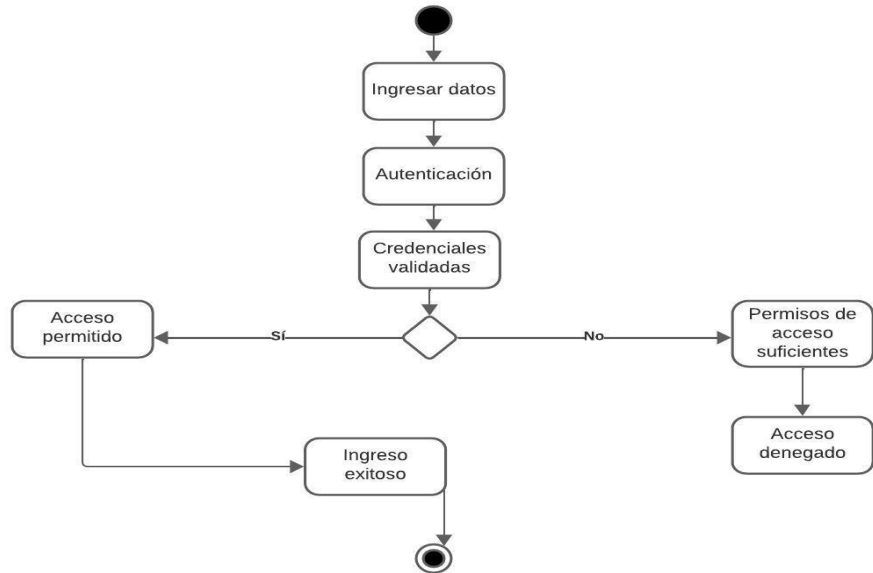 Ingresar datos
Autenticación
Credenciales
validadas
Acceso
permitido
Sí
No
Permisos de
acceso
suficientes
Ingreso
exitoso
Acceso
denegado